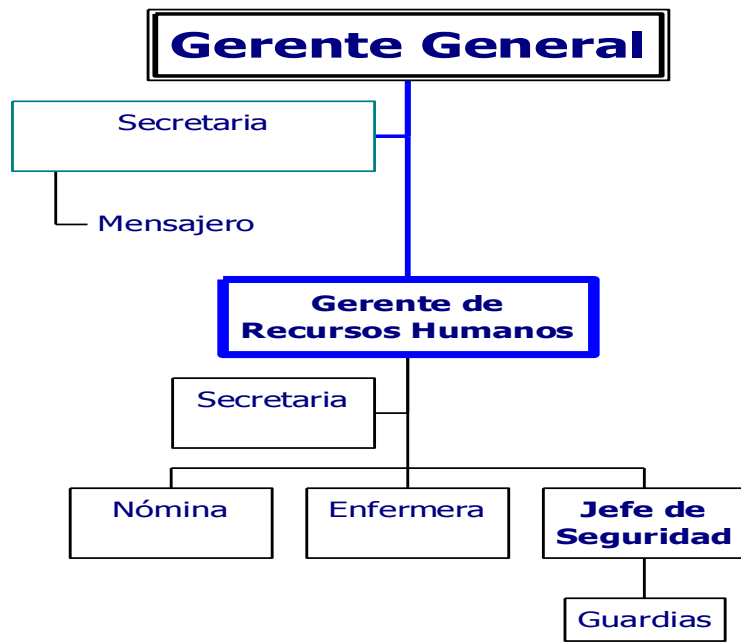 Gerente General
Secretaria
Mensajero
Gerente de
Recursos Humanos
Secretaria
Nómina
Enfermera
Jefe de
Seguridad
Guardias